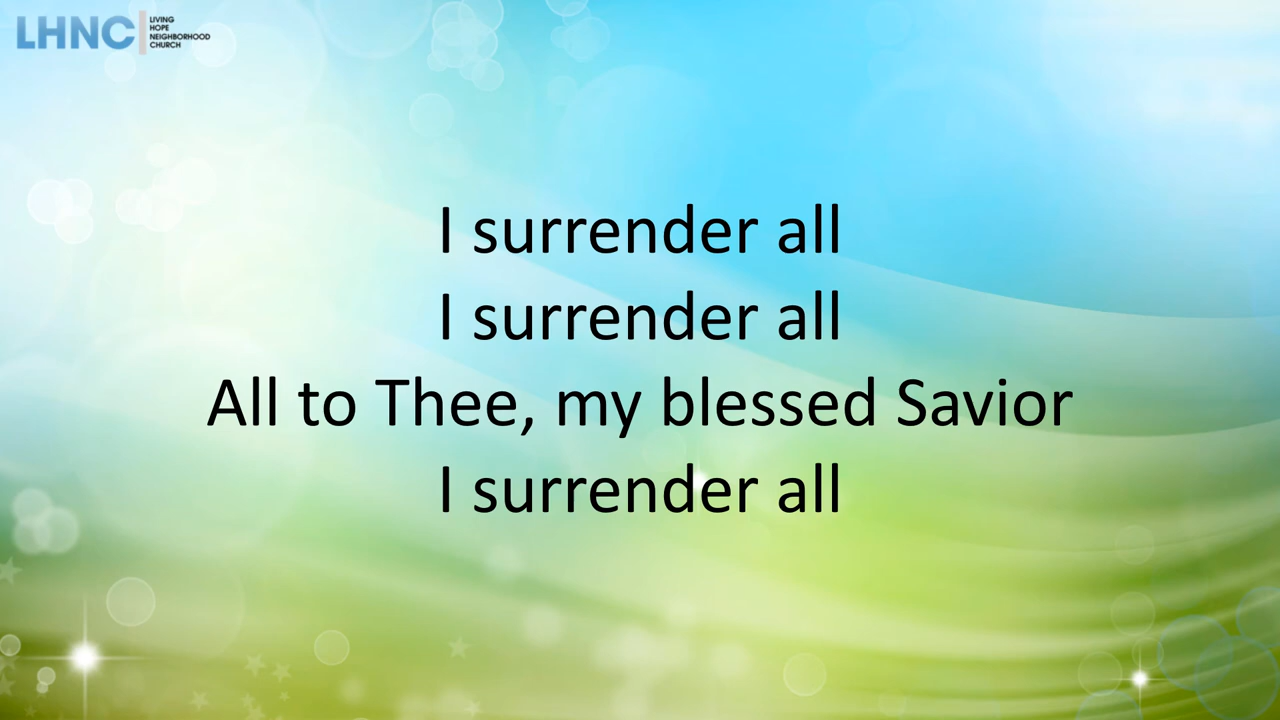 LHNC
LIVING
HOPE
NEIGHBORHOOD
CHURCH
I surrender all
I surrender all
All to Thee, my blessed Savior
I surrender all